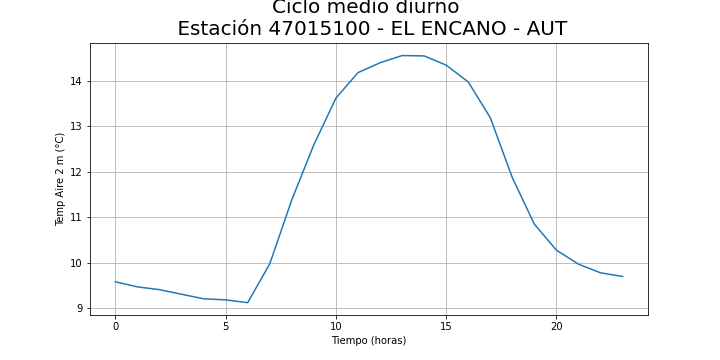 Ciclo medio diurno
Estación 47015100 - EL ENCANO - AUT
Temp Aire 2 m (°C)
14
13
12
11
10
9
0
5
10
15
20
Tiempo (horas)